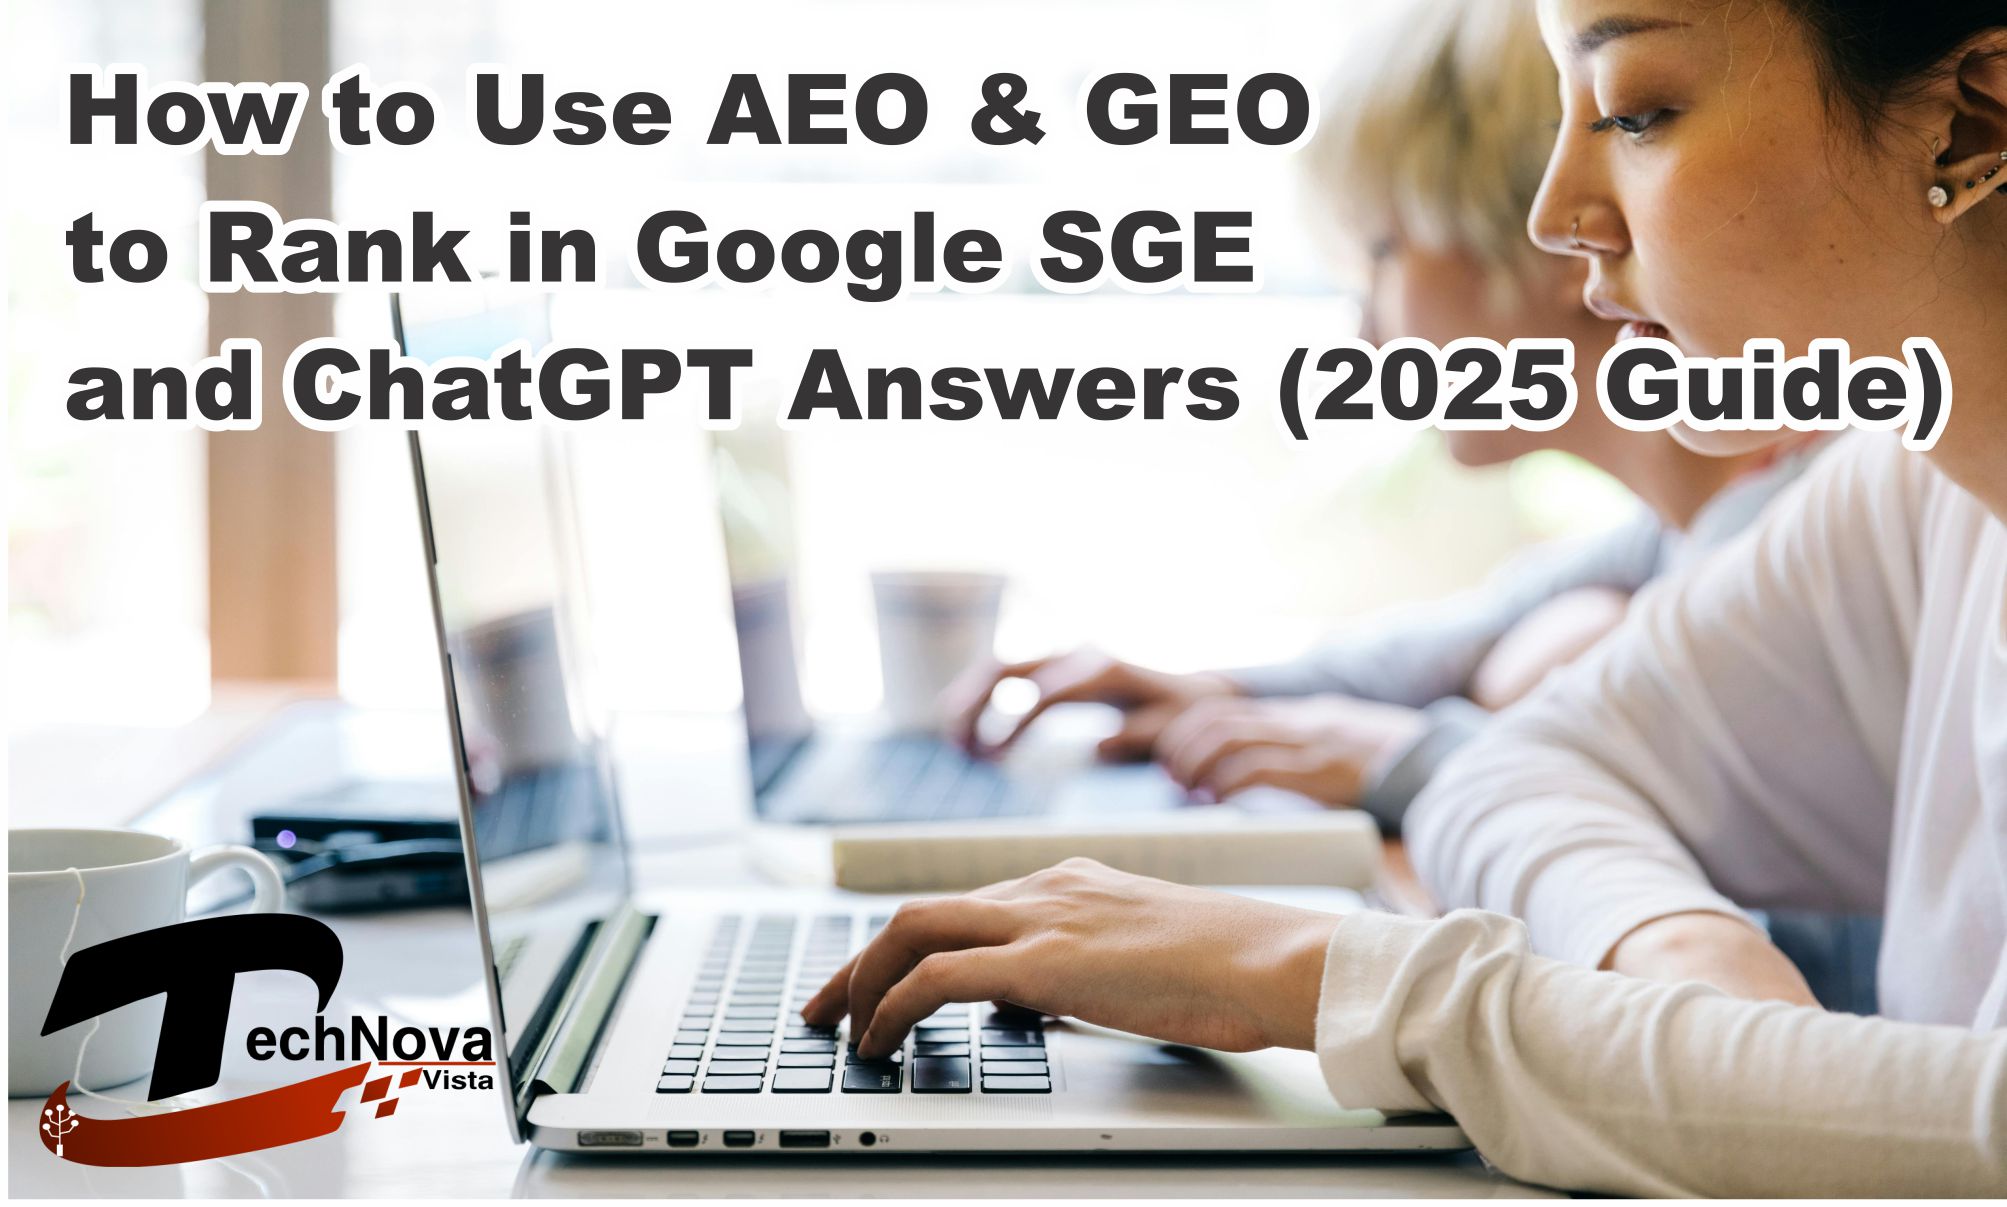 How to Use AEO & GEO
to Rank in Google SGE
and ChatGPT Answers (2025 Guide)
TechNova
Vista